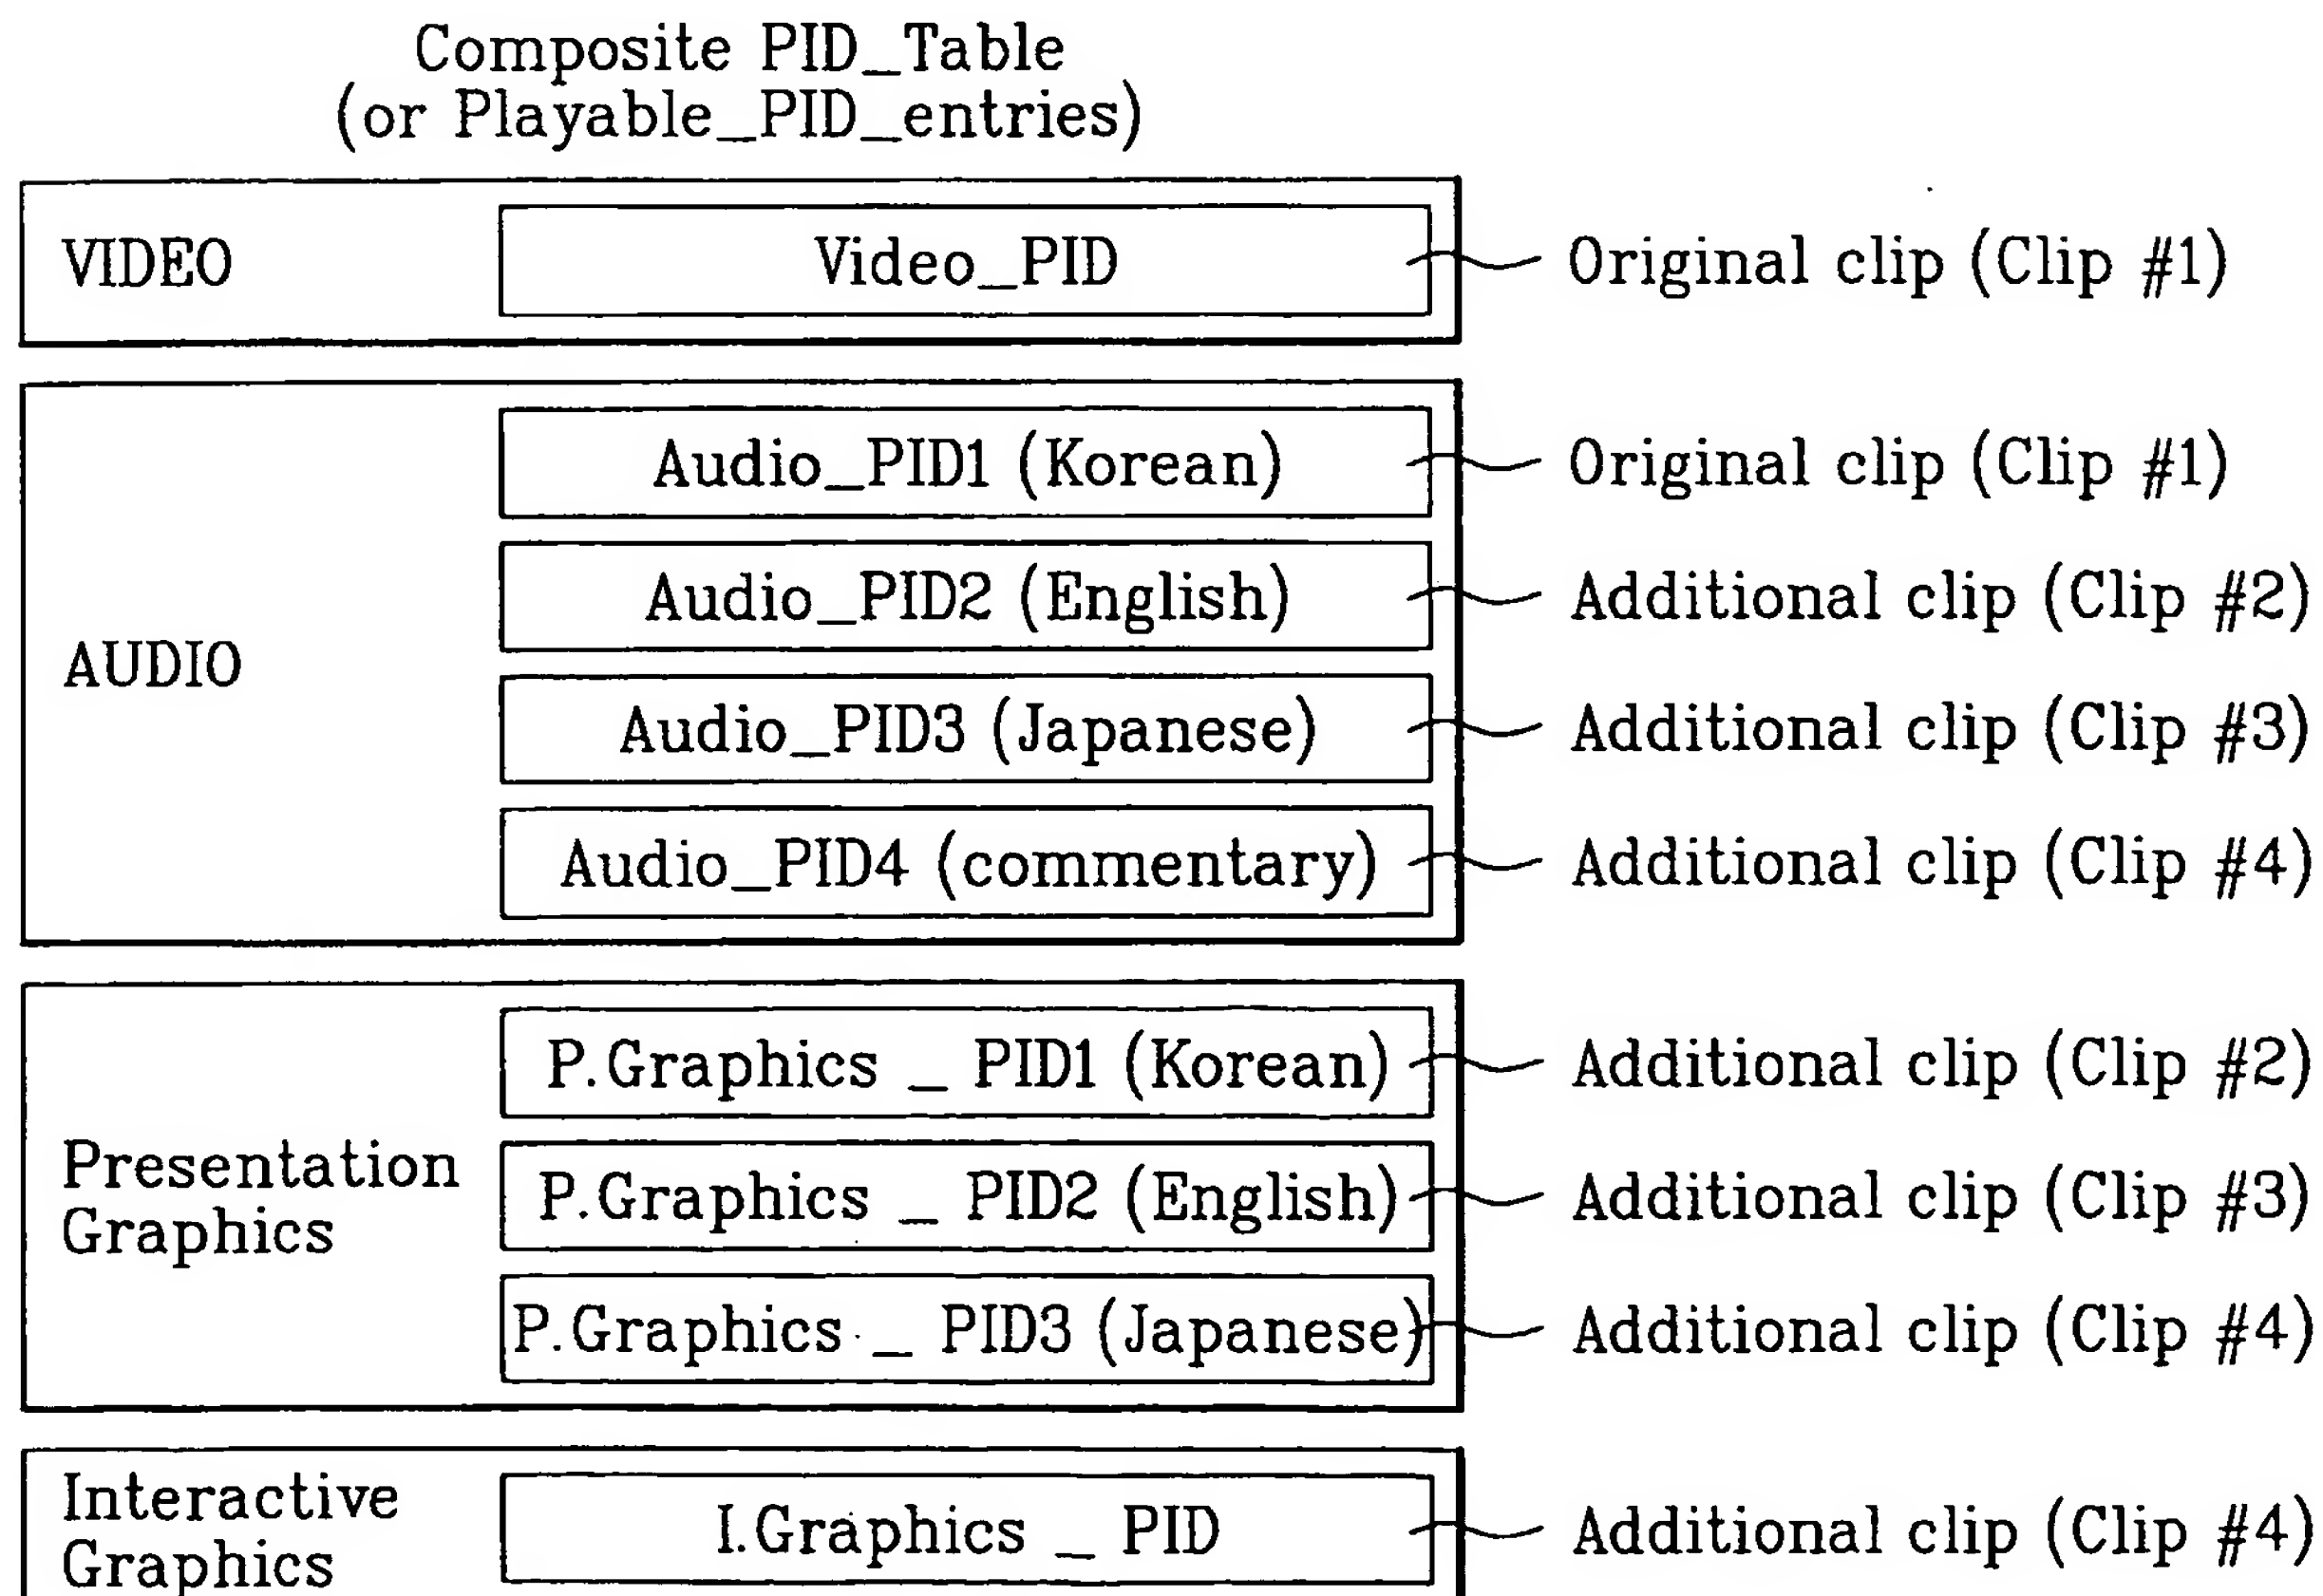 Composite PID_Table
(or Playable_PID_entries)
VIDEO Video_PID Original clip (Clip #1)
Audio_PID1 (Korean) Original clip (Clip #1)
Audio_PID2 (English) Additional clip (Clip #2)
AUDIO
Audio_PID3 (Japanese) Additional clip (Clip #3)
Audio_PID4 (commentary) Additional clip (Clip #4)
P.Graphics _ PID1 (Korean) Additional clip (Clip #2)
Presentation
Graphics
P.Graphics _ PID2 (English) Additional clip (Clip #3)
P.Graphics _ PID3 (Japanese) Additional clip (Clip #4)
Interactive
Graphics
I.Graphics _ PID Additional clip (Clip #4)